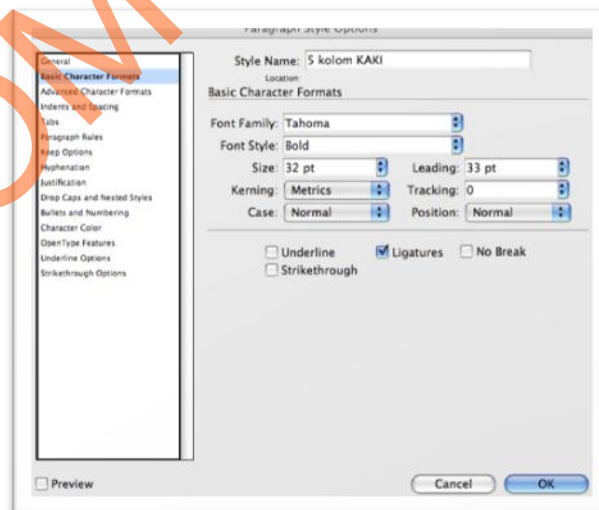 Paragraph Style Options
General
Basic Character Formats
Advanced Character Formats
Indents and Spacing
Tabs
Paragraph Rules
Keep Options
Hyphenation
Justification
Drop Caps and Nested Styles
Bullets and Numbering
Character Color
OpenType Features
Underline Options
Strikethrough Options
Style Name: 5 kolom KAKI
Location:
Basic Character Formats
Font Family: Tahoma
Font Style: Bold
Size: 32 pt Leading: 33 pt
Kerning: Metrics Tracking: 0
Case: Normal Position: Normal
Underline Ligatures No Break
Strikethrough
Preview Cancel OK